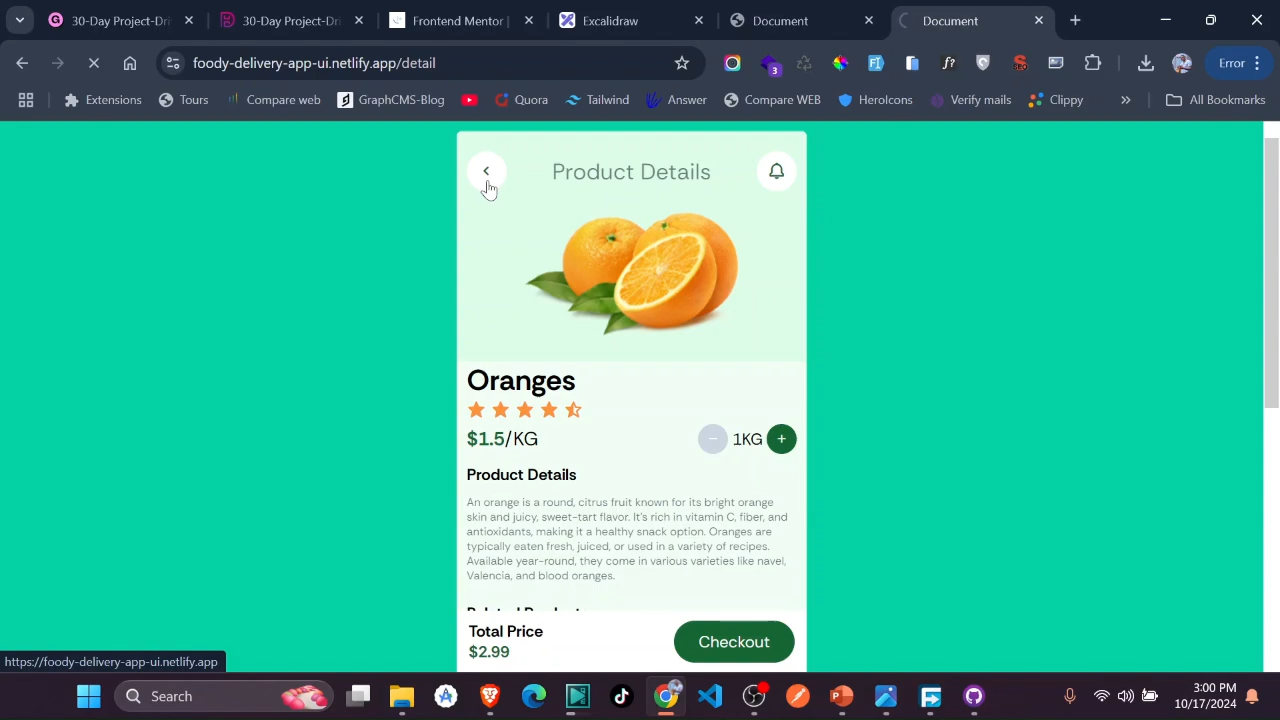 30-Day Project-Dri
30-Day Project-Dri
Frontend Mentor |
Excalidraw
Document
Document
foody-delivery-app-ui.netlify.app/detail
3
f?
SEO
Error
Extensions
Tours
Compare web
GraphCMS-Blog
Quora
Tailwind
Answer
Compare WEB
HeroIcons
Verify mails
Clippy
»
All Bookmarks
Product Details
Oranges
$1.5/KG
− 1KG +
Product Details
An orange is a round, citrus fruit known for its bright orange
skin and juicy, sweet-tart flavor. It's rich in vitamin C, fiber, and
antioxidants, making it a healthy snack option. Oranges are
typically eaten fresh, juiced, or used in a variety of recipes.
Available year-round, they come in various varieties like navel,
Valencia, and blood oranges.
Total Price
$2.99
Checkout
https://foody-delivery-app-ui.netlify.app
Search
3:00 PM
10/17/2024